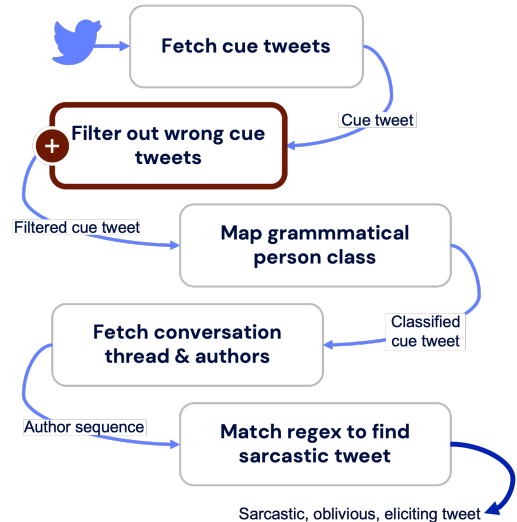 Fetch cue tweets
Cue tweet
Filter out wrong cue
tweets
Filtered cue tweet
Map grammmatical
person class
Classified
cue tweet
Fetch conversation
thread & authors
Author sequence
Match regex to find
sarcastic tweet
Sarcastic, oblivious, eliciting tweet